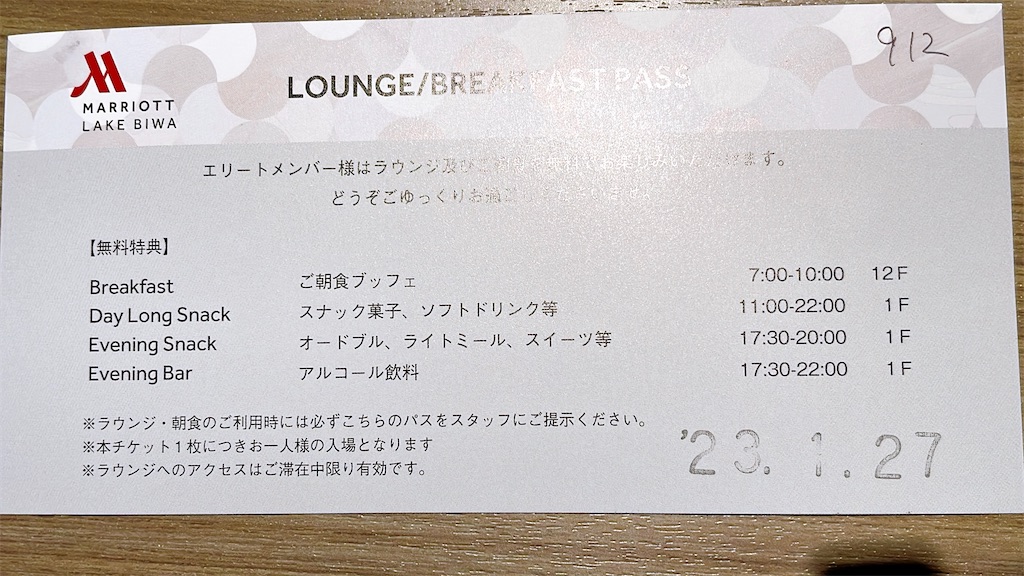 912
MARRIOTT
LAKE BIWA
LOUNGE/BREAKFAST PASS
エリートメンバー様はラウンジ及びご
ます。
どうぞごゆっくりお過ご
【無料特典】
Breakfast ご朝食ブッフェ 7:00-10:00 12F
Day Long Snack スナック菓子、ソフトドリンク等 11:00-22:00 1F
Evening Snack オードブル、ライトミール、スイーツ等 17:30-20:00 1F
Evening Bar アルコール飲料 17:30-22:00 1F
※ラウンジ・朝食のご利用時には必ずこちらのパスをスタッフにご提示ください。
※本チケット1枚につきお一人様の入場となります
※ラウンジへのアクセスはご滞在中限り有効です。
'23. 1. 27